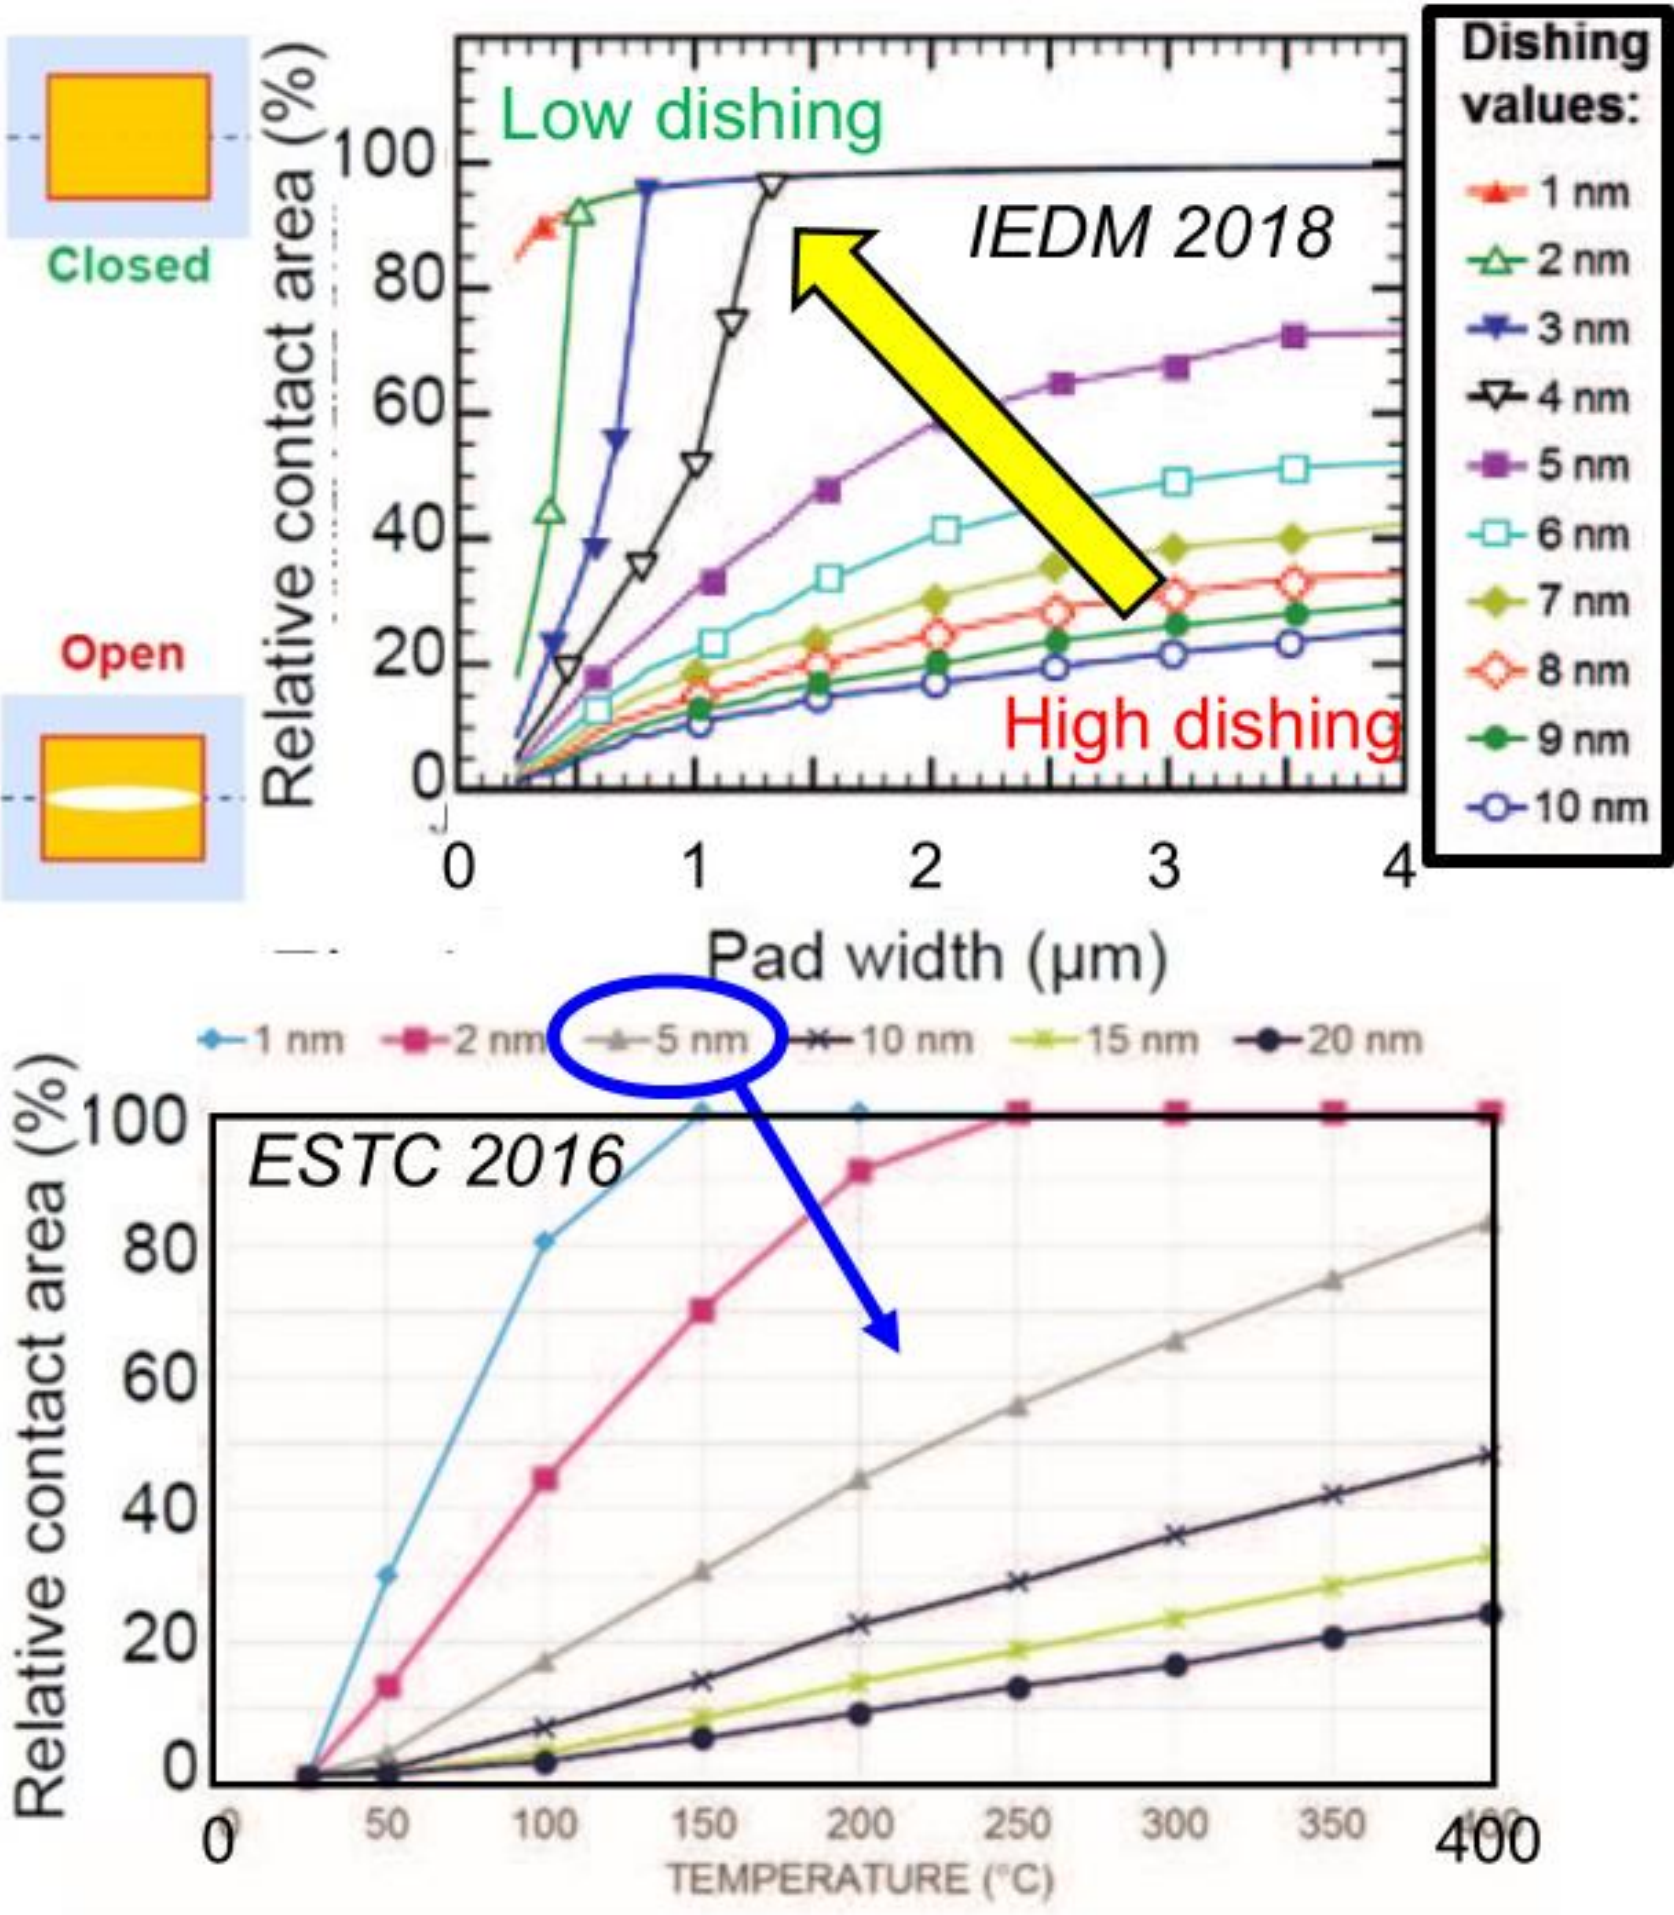 Closed
Open
Relative contact area (%)
100
80
60
40
20
0
Low dishing
IEDM 2018
High dishing
0 1 2 3 4
Pad width (µm)
Dishing
values:
1 nm
2 nm
3 nm
4 nm
5 nm
6 nm
7 nm
8 nm
9 nm
10 nm
1 nm 2 nm 5 nm 10 nm 15 nm 20 nm
Relative contact area (%)
100
80
60
40
20
0
ESTC 2016
0 50 100 150 200 250 300 350 400
TEMPERATURE (°C)